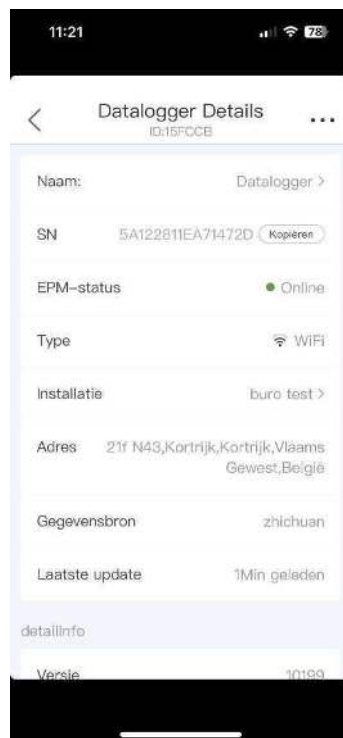 11:21
78
Datalogger Details
ID:15FCCB
Naam:
Datalogger >
SN
5A122811EA71472D
Kopiëren
EPM-status
Online
Type
WiFi
Installatie
buro test >
Adres
21f N43,Kortrijk,Kortrijk,Vlaams
Gewest,België
Gegevensbron
zhichuan
Laatste update
1Min geleden
detailinfo
Versie
10199